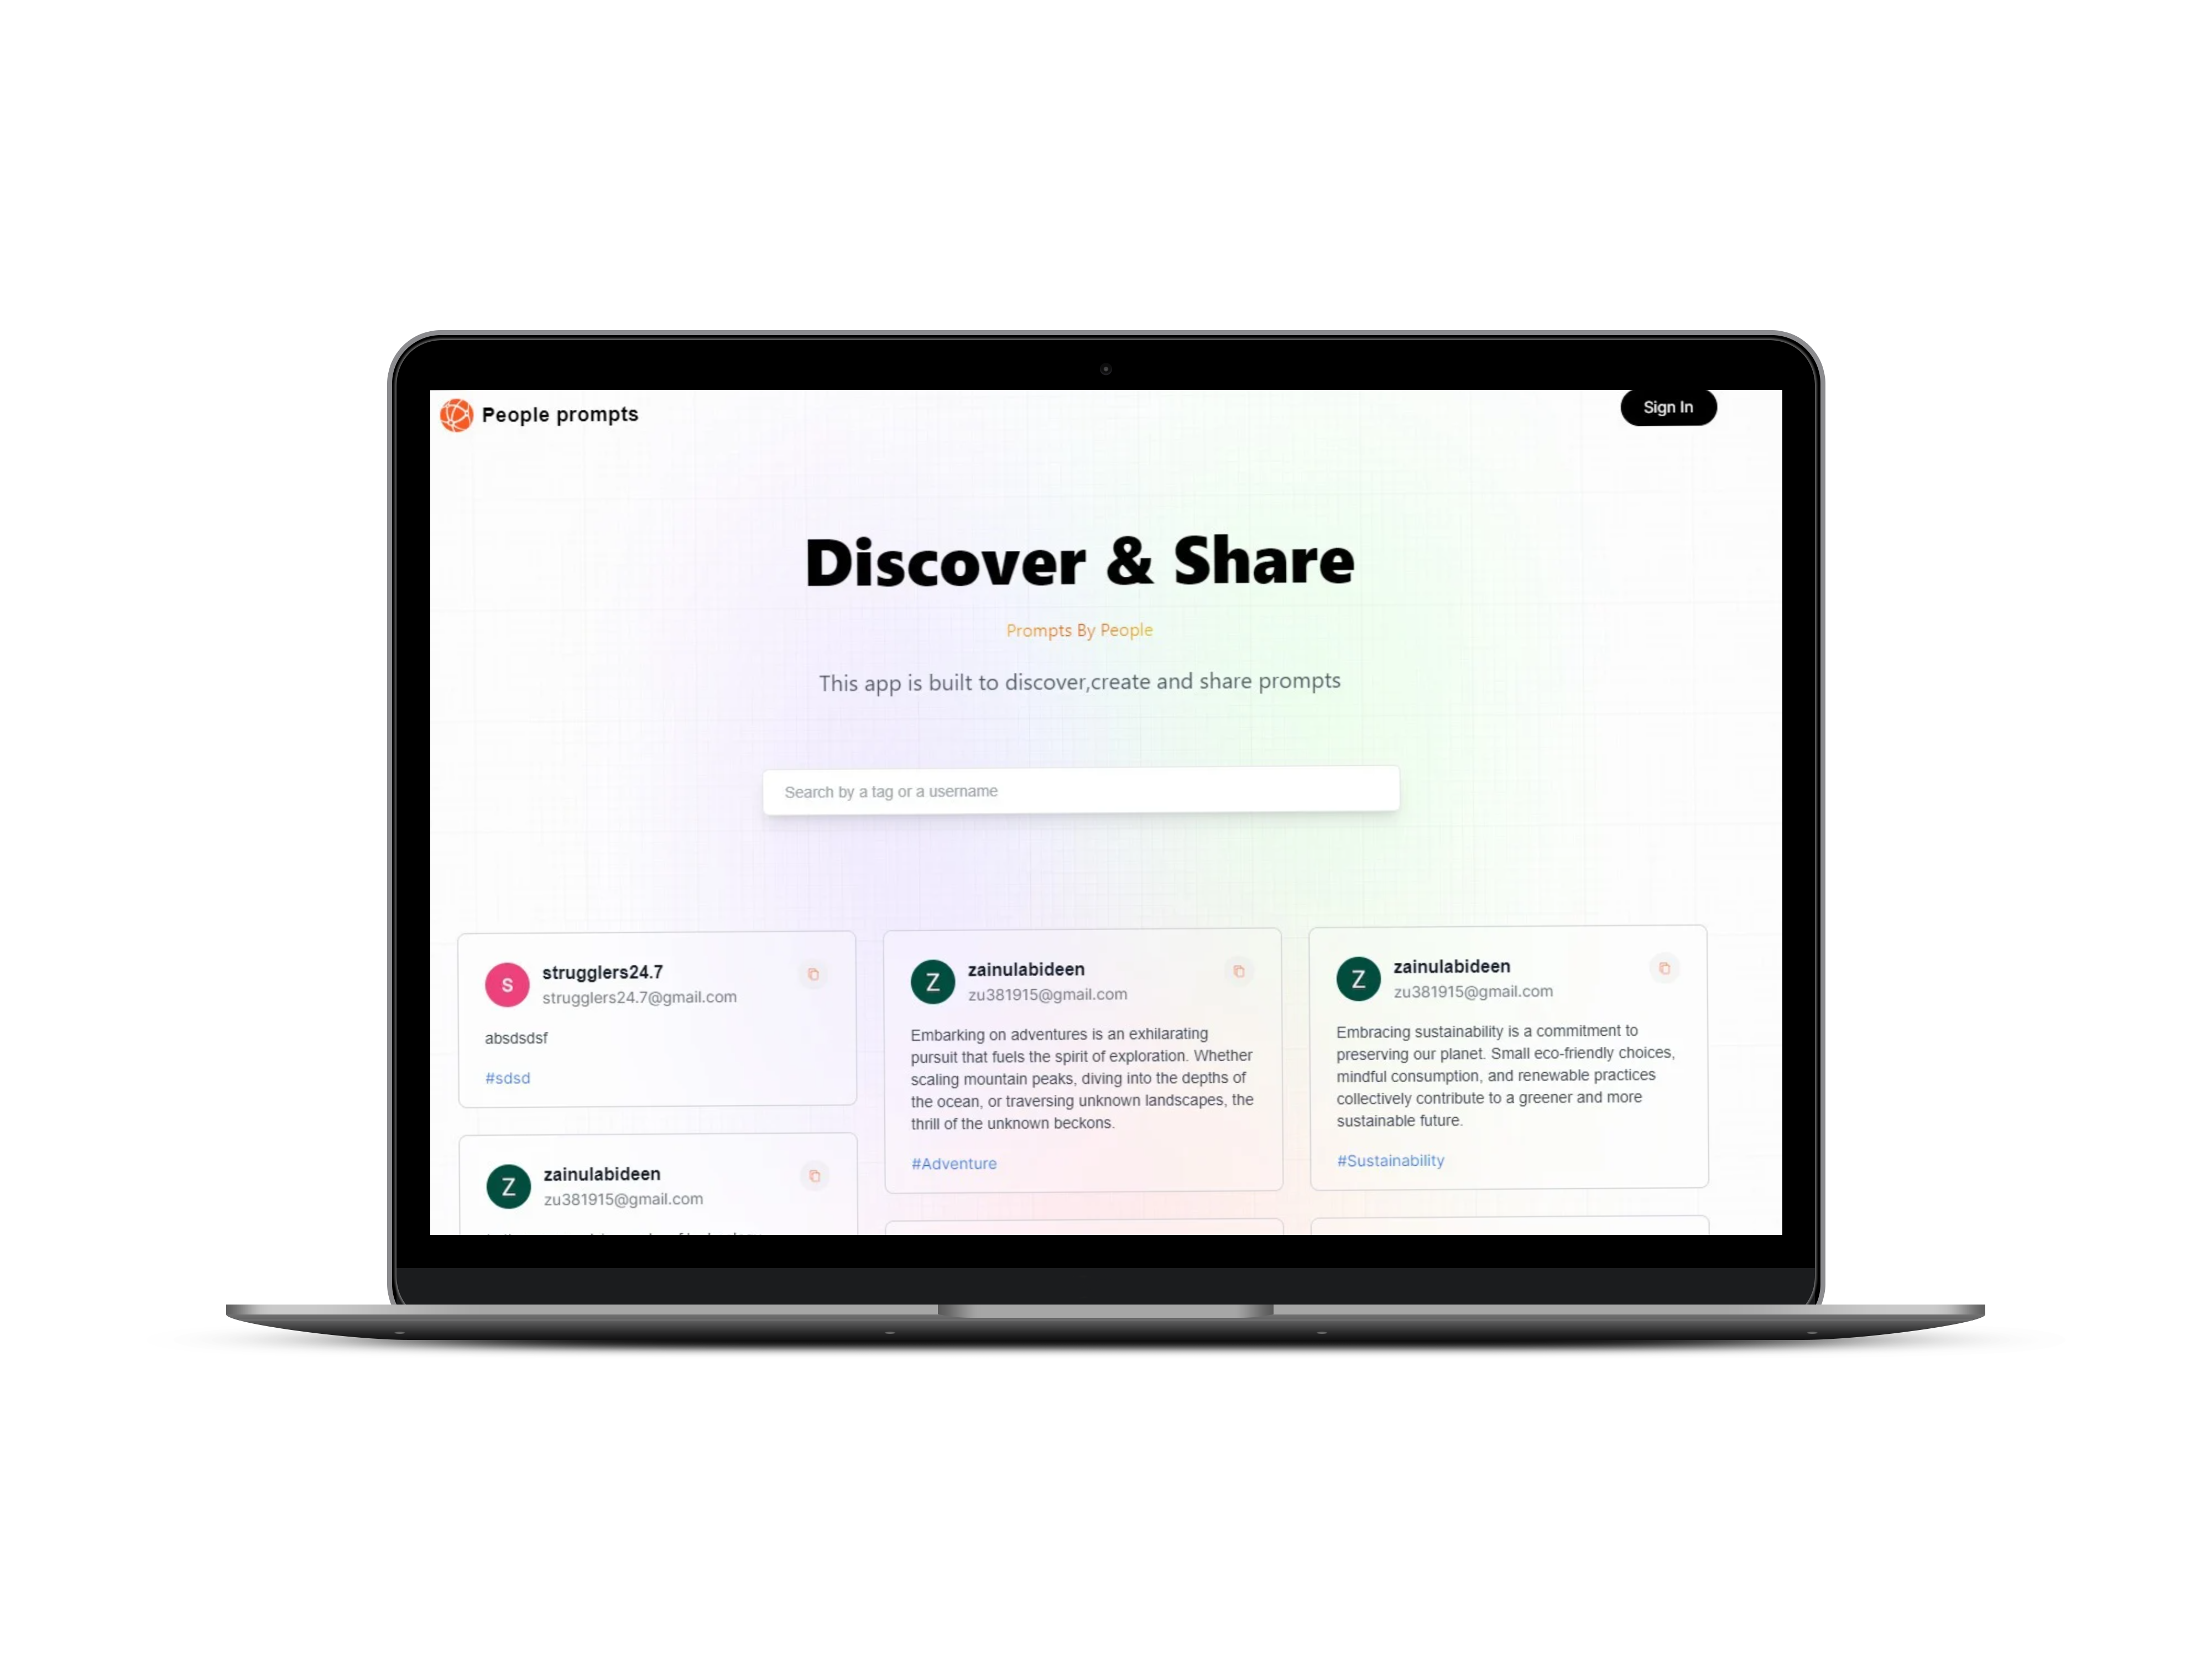 People prompts
Sign In
Discover & Share
Prompts By People
This app is built to discover,create and share prompts
Search by a tag or a username
S
strugglers24.7
strugglers24.7@gmail.com
absdsdsf
#sdsd
Z
zainulabideen
zu381915@gmail.com
Z
zainulabideen
zu381915@gmail.com
Embarking on adventures is an exhilarating
pursuit that fuels the spirit of exploration. Whether
scaling mountain peaks, diving into the depths of
the ocean, or traversing unknown landscapes, the
thrill of the unknown beckons.
#Adventure
Z
zainulabideen
zu381915@gmail.com
Embracing sustainability is a commitment to
preserving our planet. Small eco-friendly choices,
mindful consumption, and renewable practices
collectively contribute to a greener and more
sustainable future.
#Sustainability